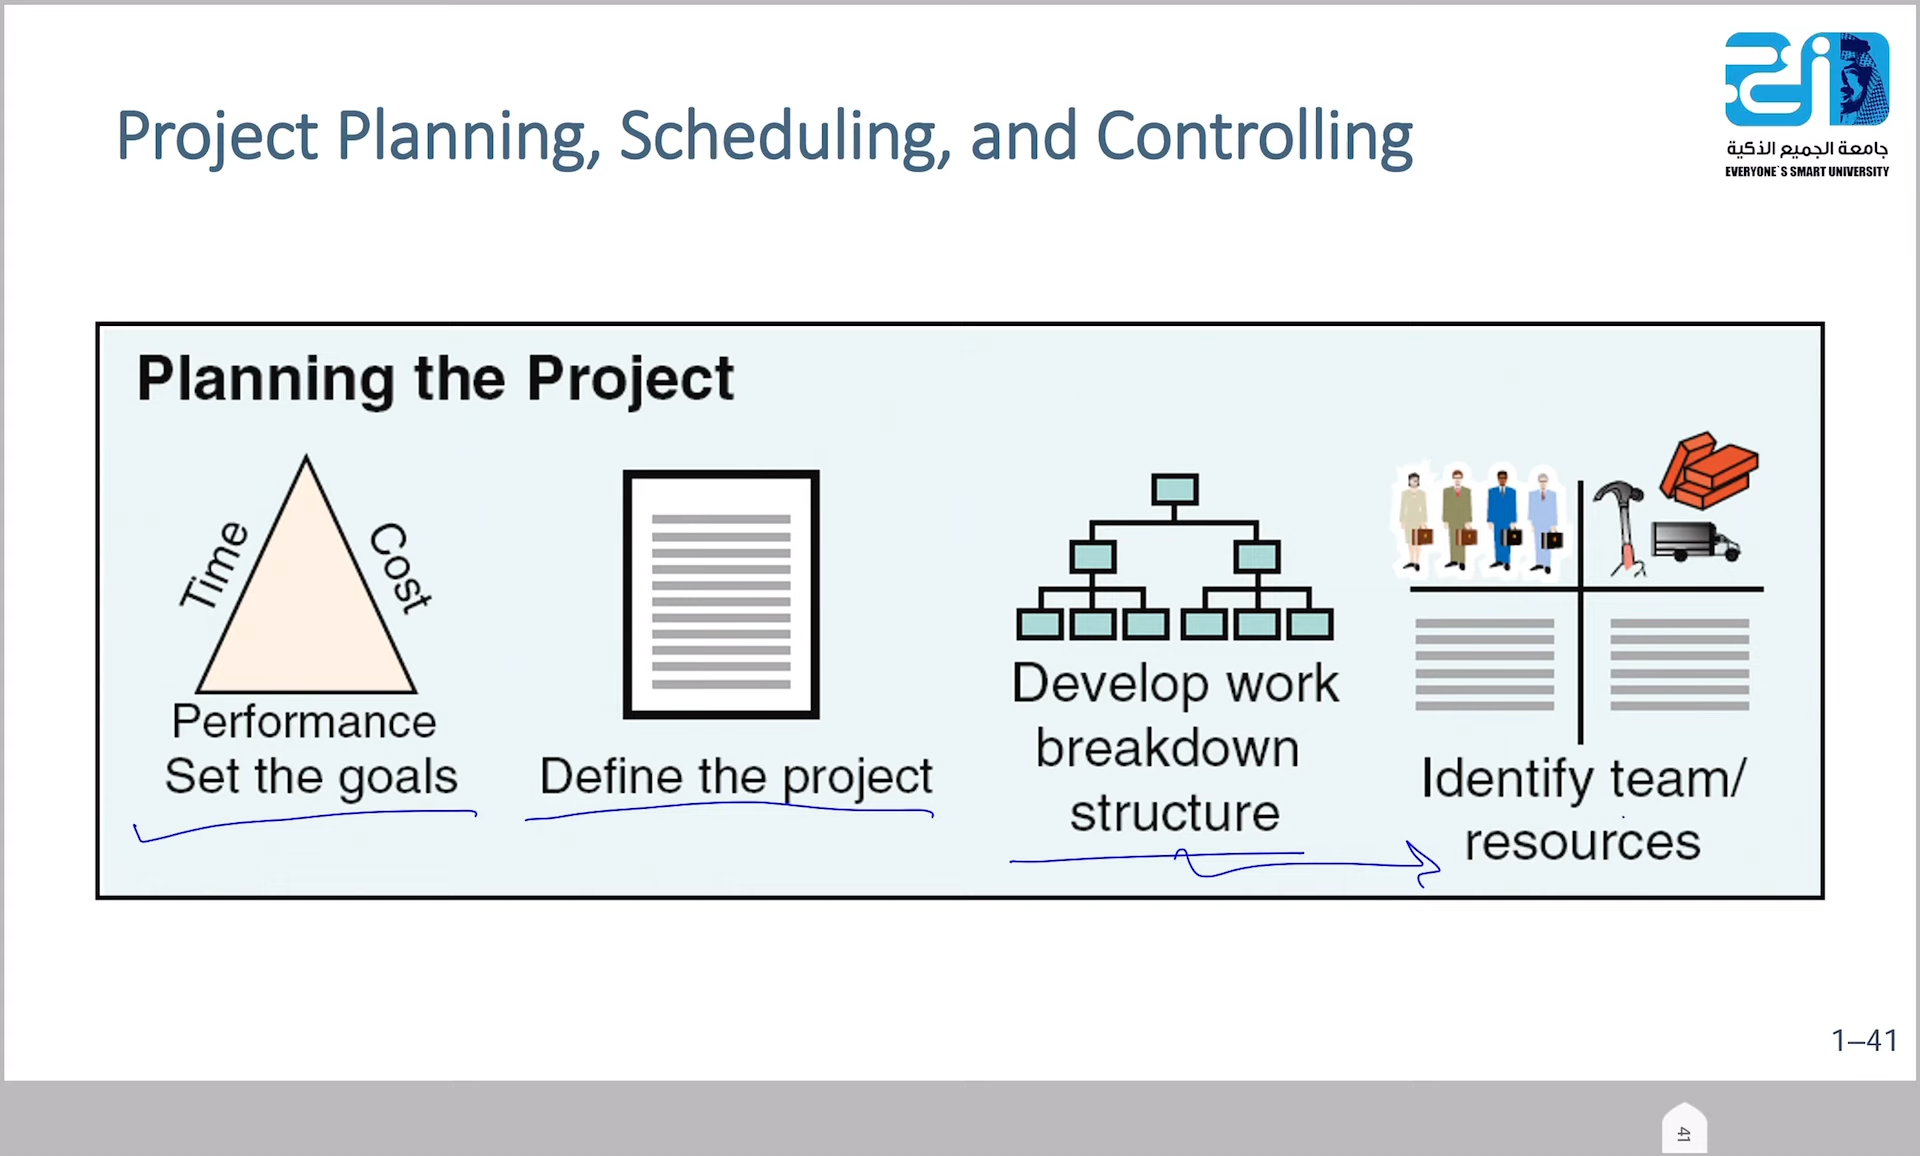 Project Planning, Scheduling, and Controlling
جامعة الجميع الذكية
EVERYONE`S SMART UNIVERSITY
Planning the Project
Time
Cost
Performance
Set the goals
Define the project
Develop work
breakdown
structure
Identify team/
resources
1–41
41